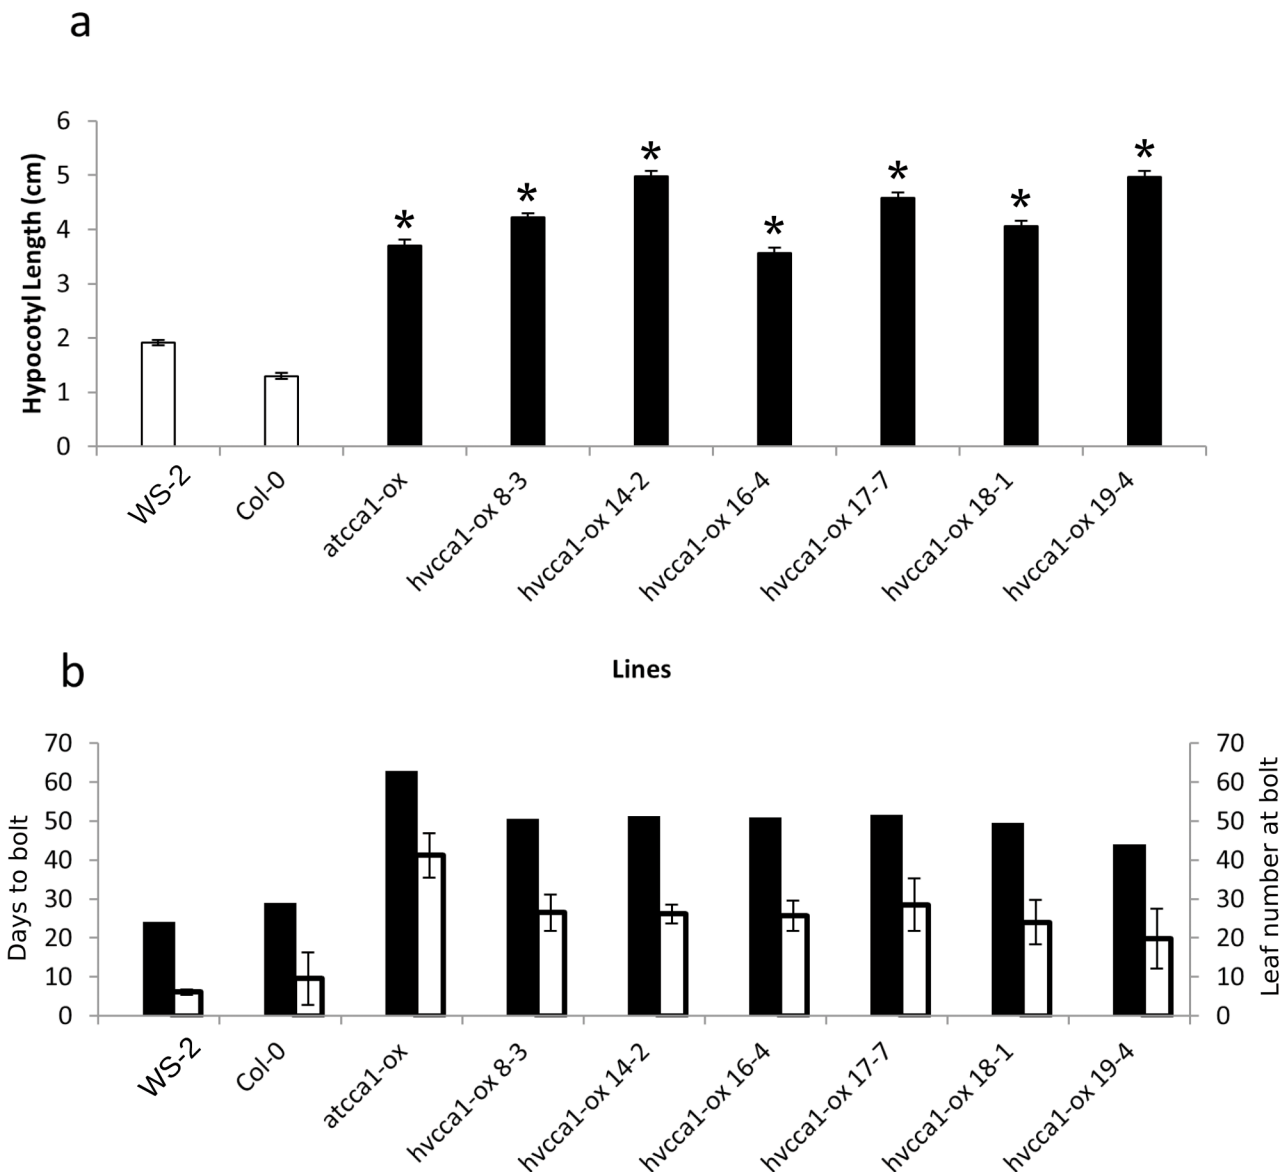 a
6
5
4
3
2
1
0
Hypocotyl Length (cm)
*
*
*
*
*
*
*
WS-2
Col-0
atcca1-ox
hvcca1-ox 8-3
hvcca1-ox 14-2
hvcca1-ox 16-4
hvcca1-ox 17-7
hvcca1-ox 18-1
hvcca1-ox 19-4
Lines
b
70
60
50
40
30
20
10
0
Days to bolt
70
60
50
40
30
20
10
0
Leaf number at bolt
WS-2
Col-0
atcca1-ox
hvcca1-ox 8-3
hvcca1-ox 14-2
hvcca1-ox 16-4
hvcca1-ox 17-7
hvcca1-ox 18-1
hvcca1-ox 19-4